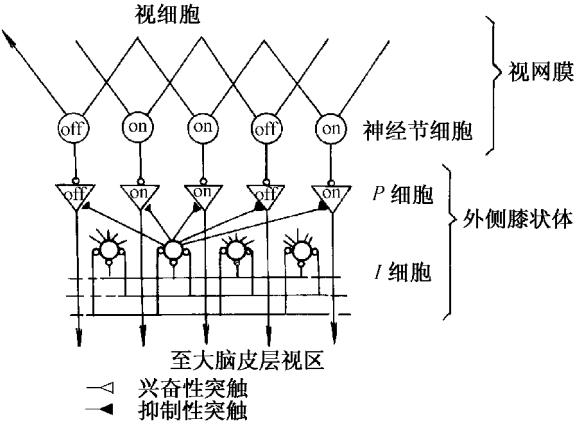 视细胞
视网膜
off on on off on
神经节细胞
off on on off on
P 细胞
外侧膝状体
I 细胞
至大脑皮层视区
兴奋性突触
抑制性突触